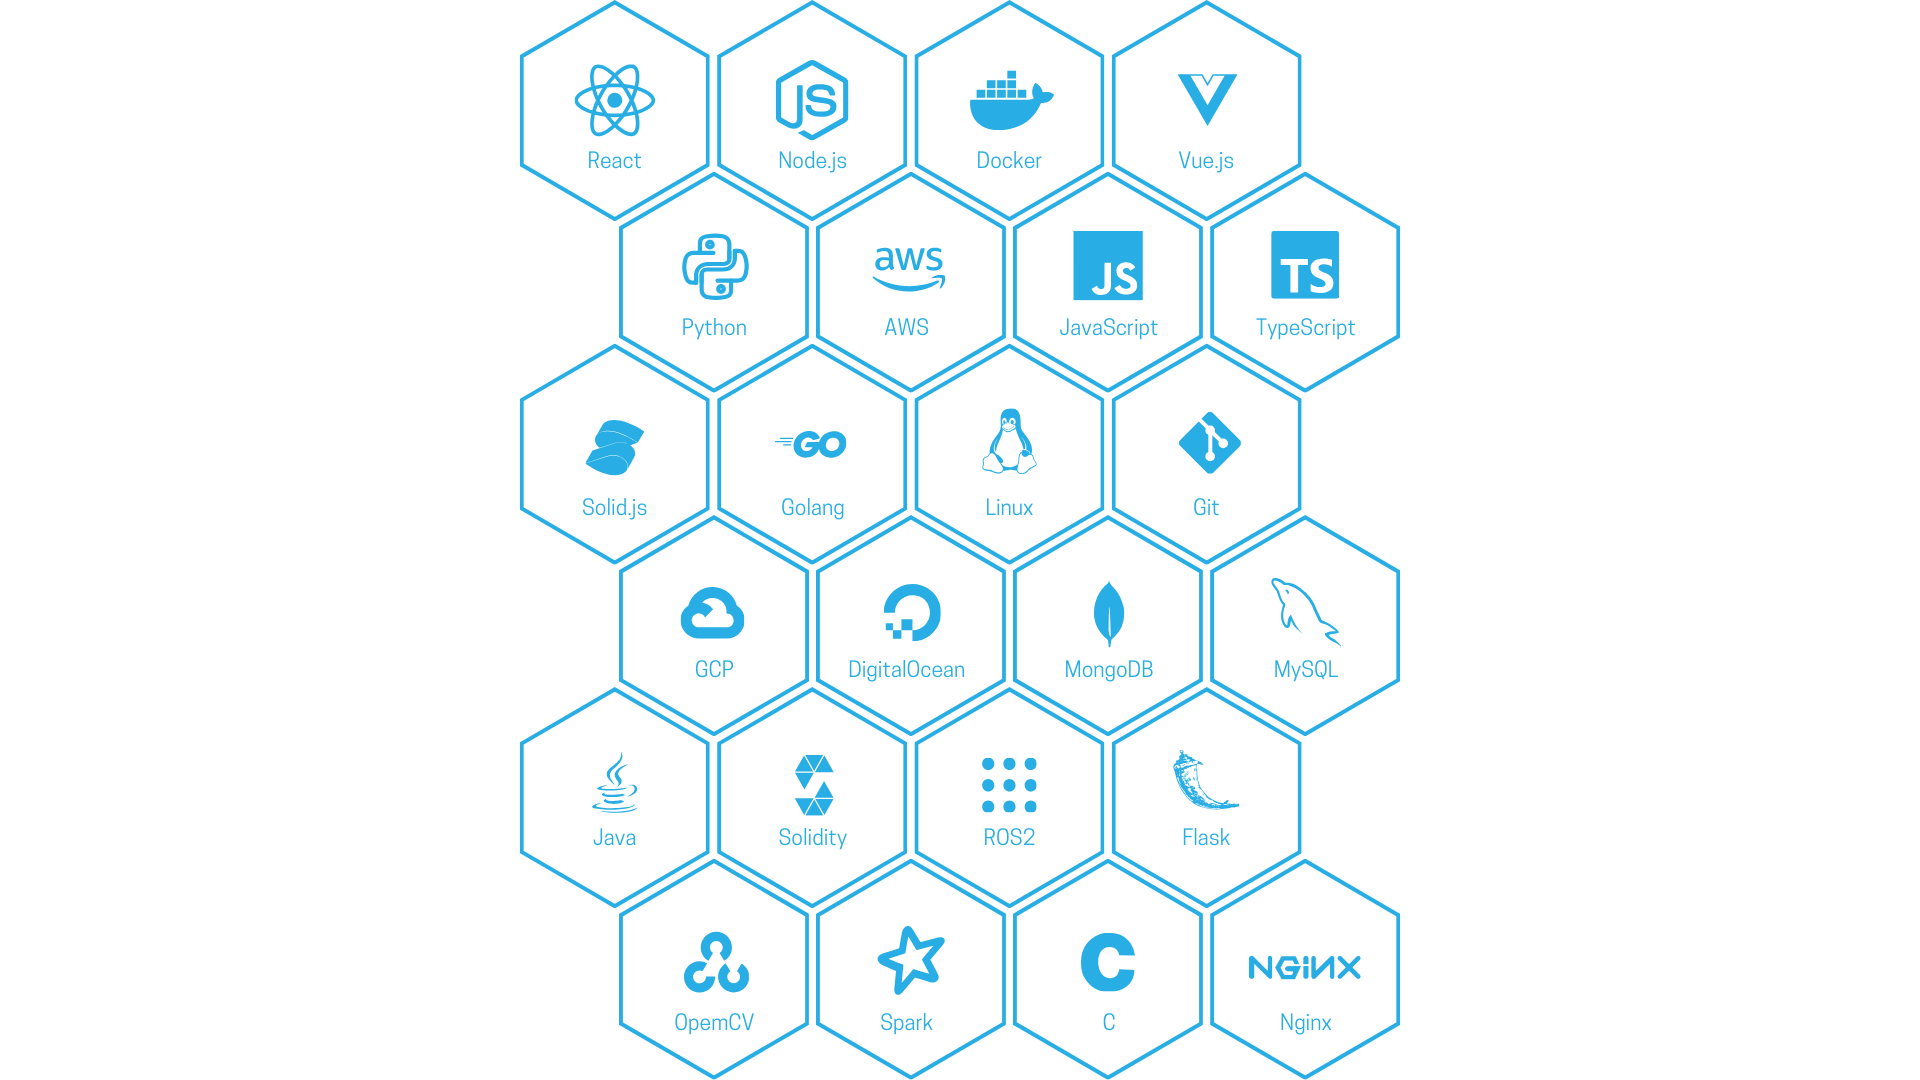 JS
React
Node.js
Docker
Vue.js
aws
JS
TS
Python
AWS
JavaScript
TypeScript
GO
Solid.js
Golang
Linux
Git
GCP
DigitalOcean
MongoDB
MySQL
Java
Solidity
ROS2
Flask
C
NGINX
OpemCV
Spark
C
Nginx